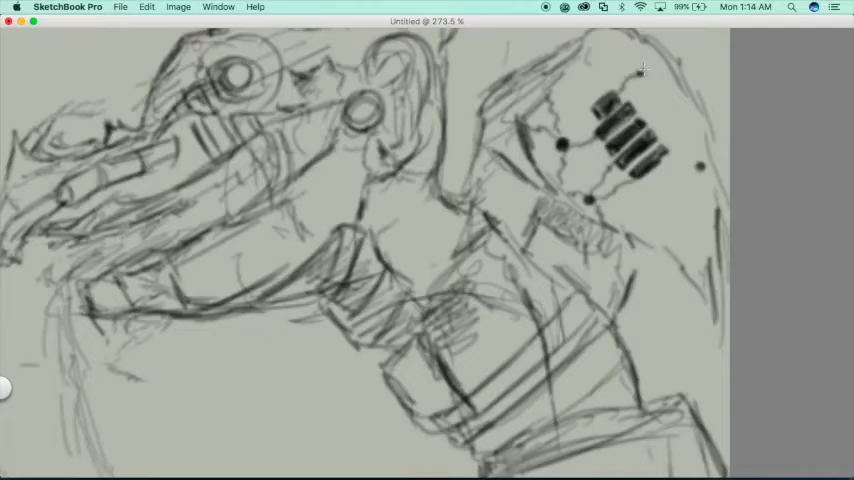 SketchBook Pro File Edit Image Window Help 99% Mon 1:14 AM
Untitled @ 273.5 %